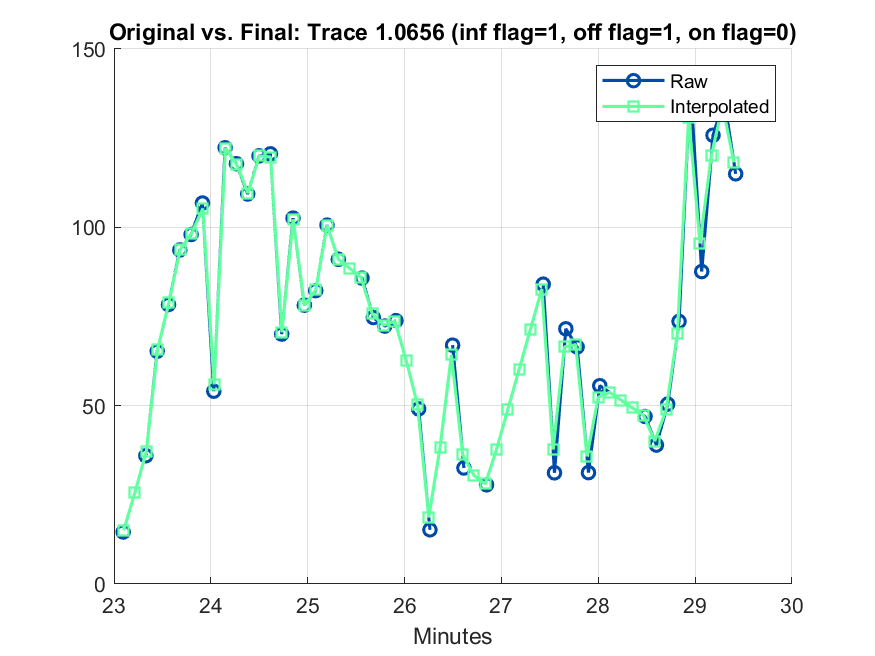 Original vs. Final: Trace 1.0656 (inf flag=1, off flag=1, on flag=0)
150
100
50
0
Raw
Interpolated
23 24 25 26 27 28 29 30
Minutes